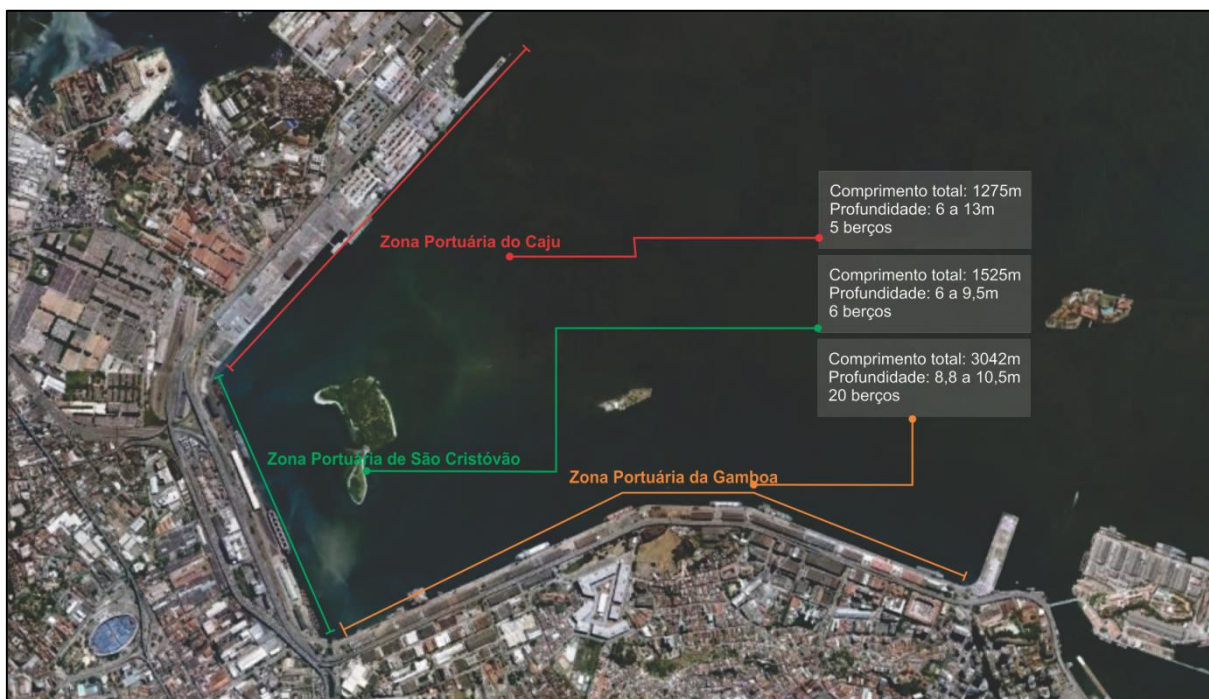 Comprimento total: 1275m
Profundidade: 6 a 13m
5 berços
Zona Portuária do Caju
Comprimento total: 1525m
Profundidade: 6 a 9,5m
6 berços
Comprimento total: 3042m
Profundidade: 8,8 a 10,5m
20 berços
Zona Portuária de São Cristóvão
Zona Portuária da Gamboa